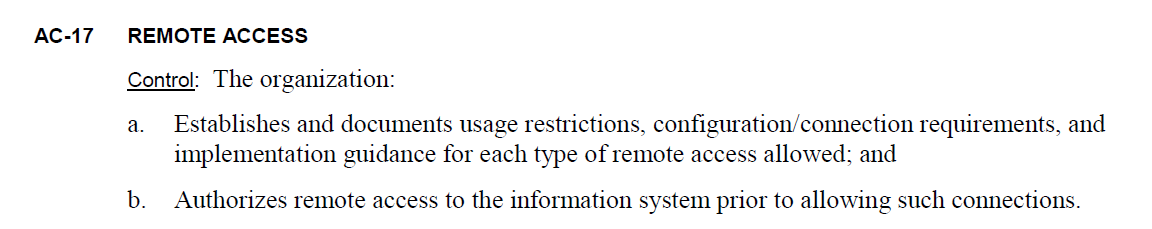 AC-17 REMOTE ACCESS
Control: The organization:
a. Establishes and documents usage restrictions, configuration/connection requirements, and
implementation guidance for each type of remote access allowed; and
b. Authorizes remote access to the information system prior to allowing such connections.